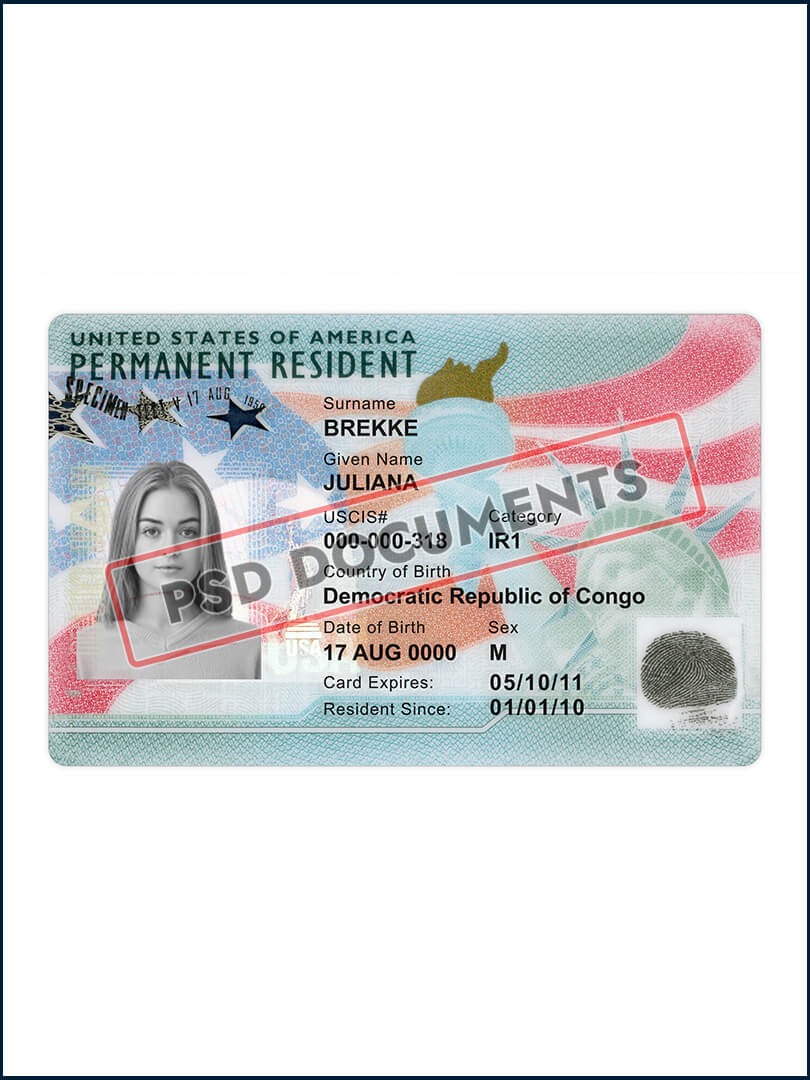 UNITED STATES OF AMERICA
PERMANENT RESIDENT
SPECIMEN
17 AUG 1958
Surname
BREKKE
Given Name
JULIANA
USCIS# Category
000-000-318 IR1
Country of Birth
Democratic Republic of Congo
Date of Birth Sex
17 AUG 0000 M
Card Expires: 05/10/11
Resident Since: 01/01/10
USA
PSD DOCUMENTS